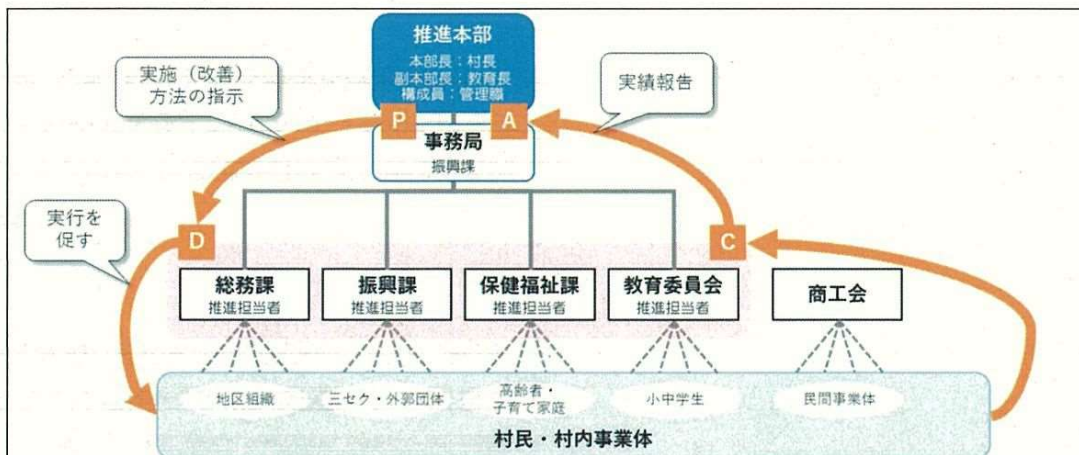 推進本部
本部長：村長
副本部長：教育長
構成員：管理職
実施（改善）
方法の指示
実績報告
P
A
事務局
振興課
実行を
促す
D
C
総務課
推進担当者
振興課
推進担当者
保健福祉課
推進担当者
教育委員会
推進担当者
商工会
地区組織
三セク・外郭団体
高齢者・
子育て家庭
小中学生
民間事業体
村民・村内事業体